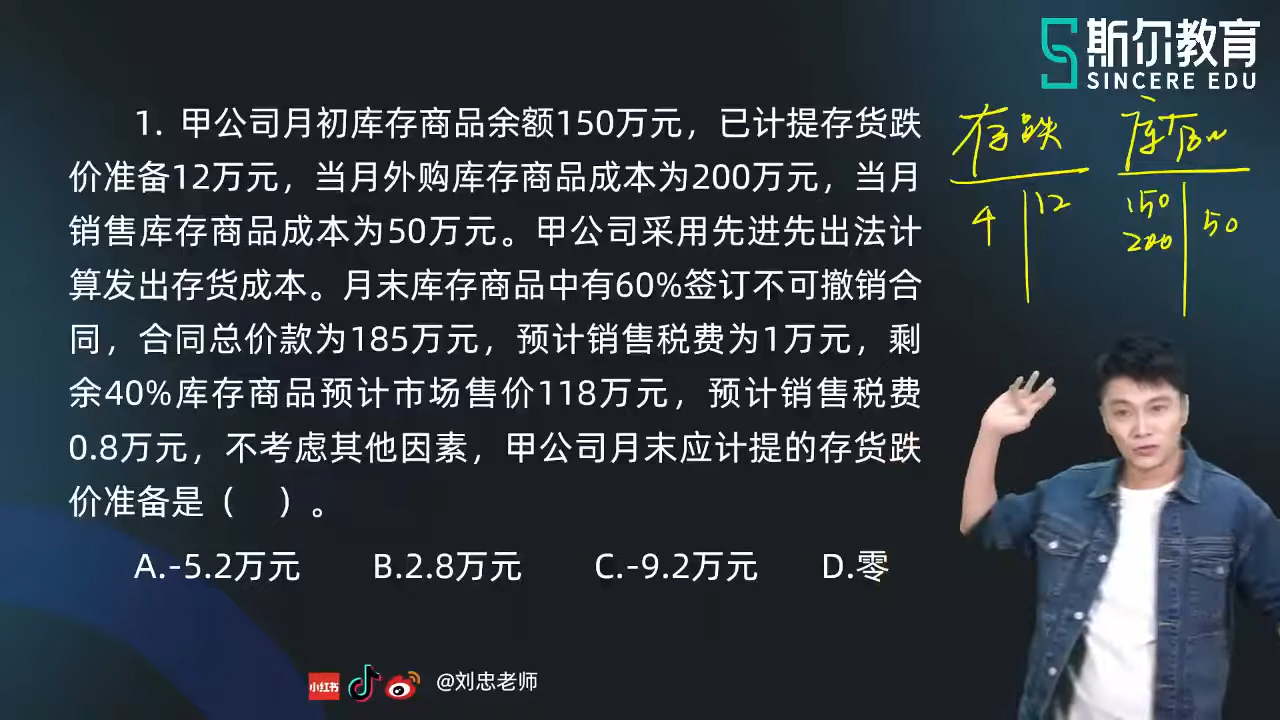 斯尔教育
SINCERE EDU
1. 甲公司月初库存商品余额150万元，已计提存货跌
价准备12万元，当月外购库存商品成本为200万元，当月
销售库存商品成本为50万元。甲公司采用先进先出法计
算发出存货成本。月末库存商品中有60%签订不可撤销合
同，合同总价款为185万元，预计销售税费为1万元，剩
余40%库存商品预计市场售价118万元，预计销售税费
0.8万元，不考虑其他因素，甲公司月末应计提的存货跌
价准备是（ ）。
A.-5.2万元 B.2.8万元 C.-9.2万元 D.零
存跌
4 12
库存
150 50
200
小红书 @刘忠老师